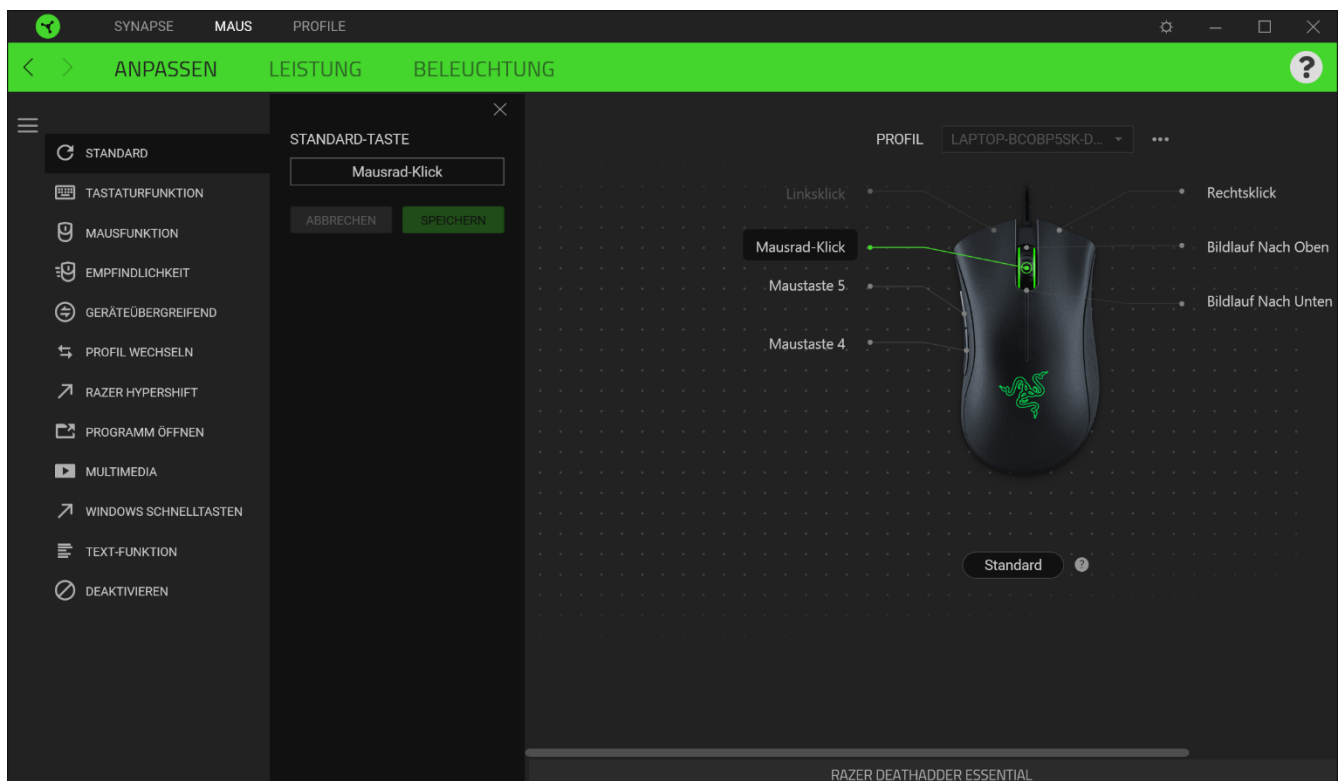 SYNAPSE MAUS PROFILE
ANPASSEN LEISTUNG BELEUCHTUNG ?
STANDARD
TASTATURFUNKTION
MAUSFUNKTION
EMPFINDLICHKEIT
GERÄTEÜBERGREIFEND
PROFIL WECHSELN
RAZER HYPERSHIFT
PROGRAMM ÖFFNEN
MULTIMEDIA
WINDOWS SCHNELLTASTEN
TEXT-FUNKTION
DEAKTIVIEREN
STANDARD-TASTE
Mausrad-Klick
ABBRECHEN SPEICHERN
PROFIL LAPTOP-BCOBP5SK-D...
Linksklick
Mausrad-Klick
Maustaste 5
Maustaste 4
Rechtsklick
Bildlauf Nach Oben
Bildlauf Nach Unten
Standard ?
RAZER DEATHADDER ESSENTIAL